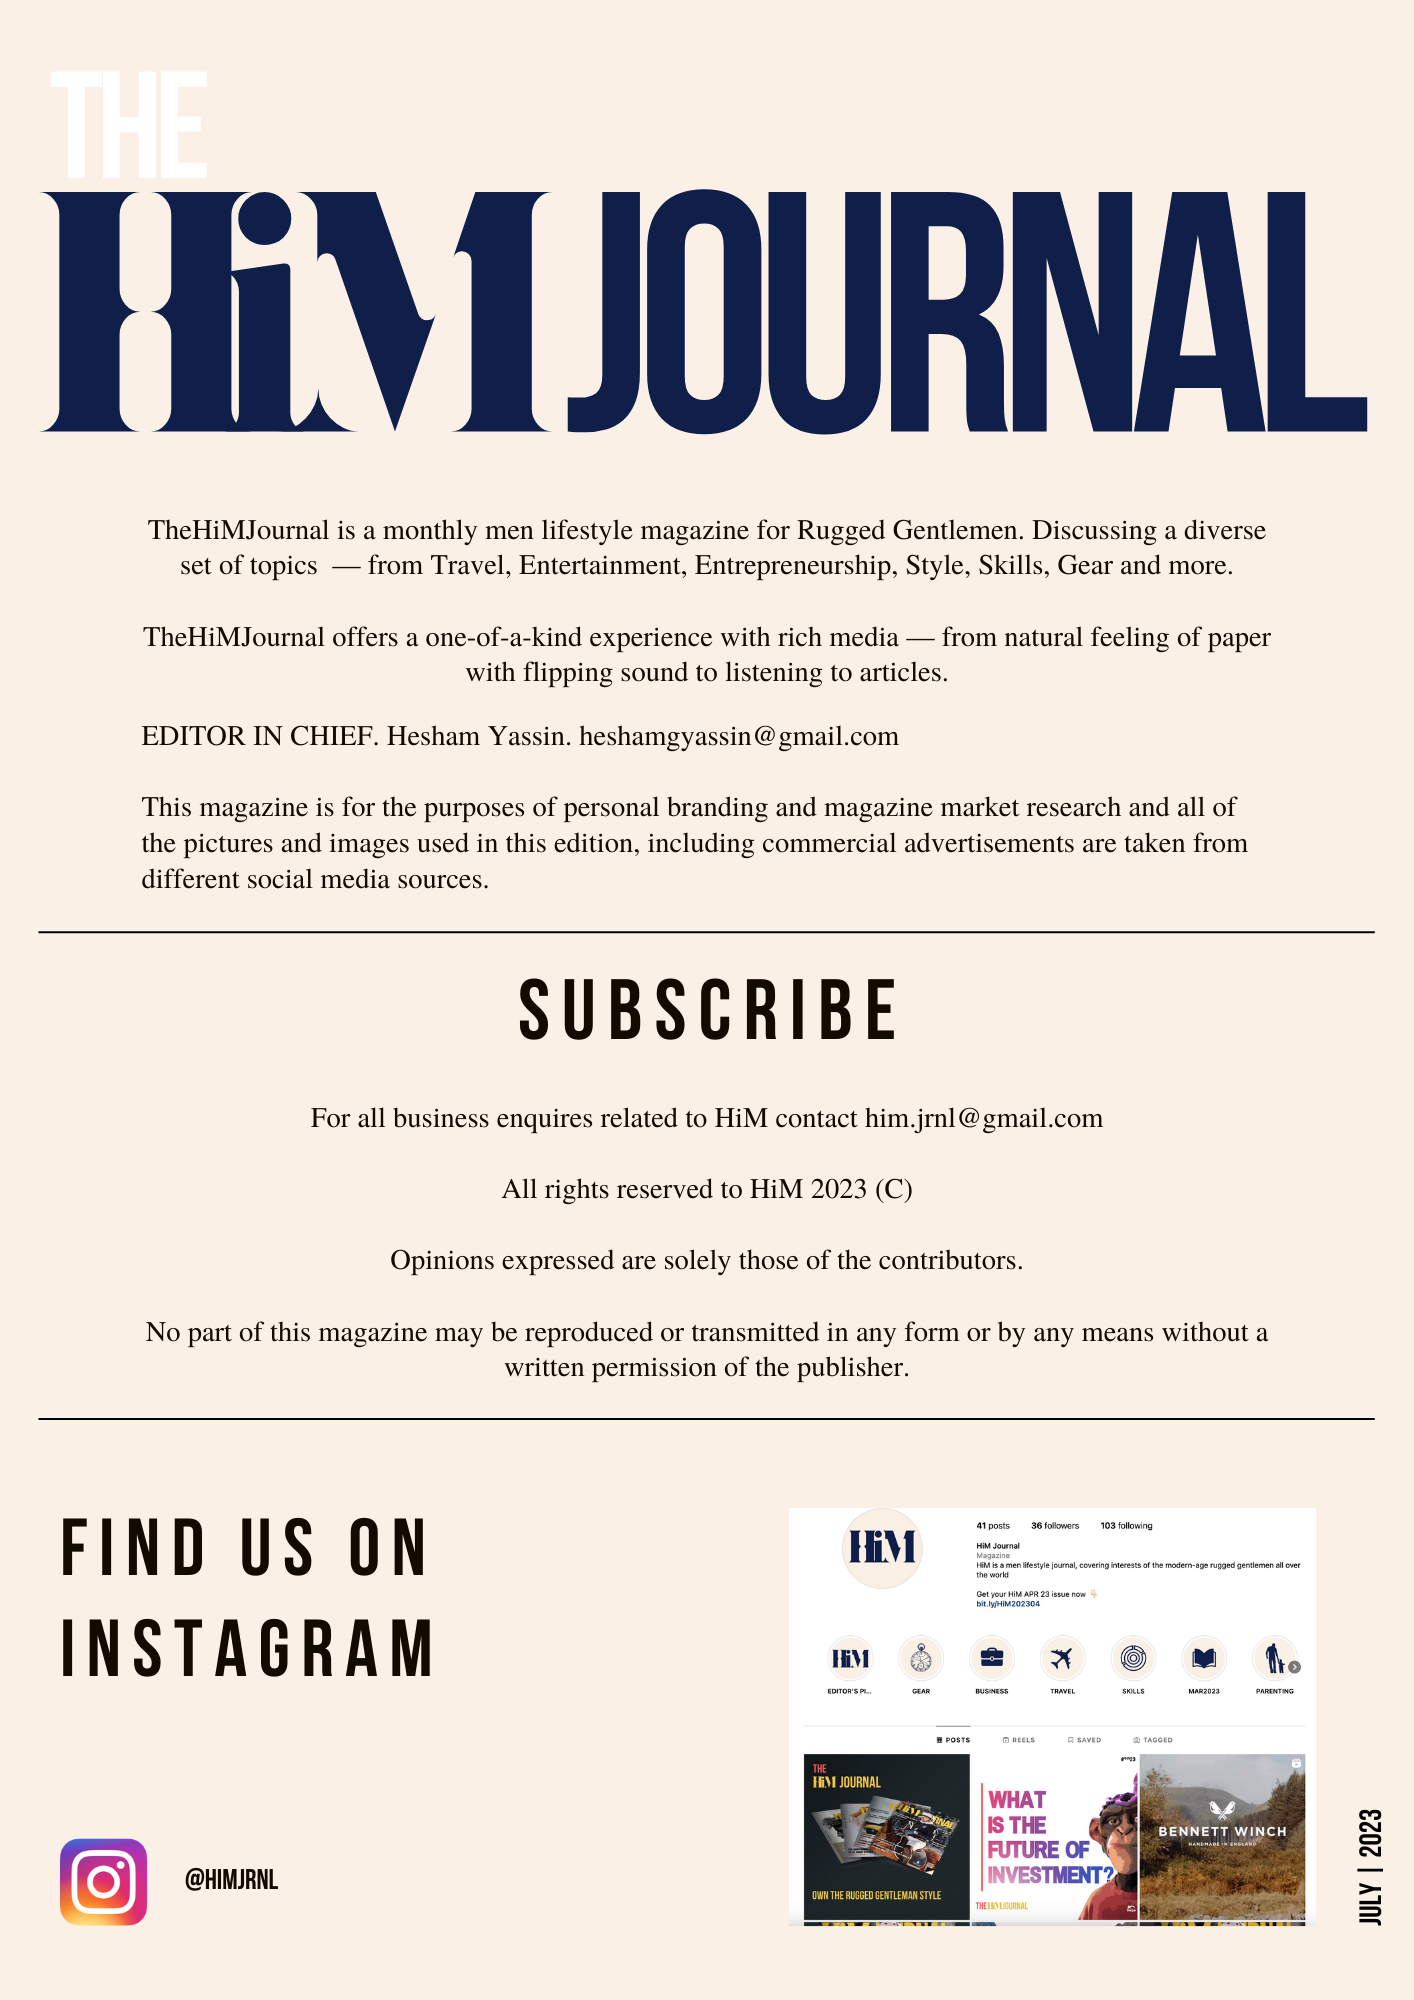 THE
HiM JOURNAL
TheHiMJournal is a monthly men lifestyle magazine for Rugged Gentlemen. Discussing a diverse
set of topics — from Travel, Entertainment, Entrepreneurship, Style, Skills, Gear and more.
TheHiMJournal offers a one-of-a-kind experience with rich media — from natural feeling of paper
with flipping sound to listening to articles.
EDITOR IN CHIEF. Hesham Yassin. heshamgyassin@gmail.com
This magazine is for the purposes of personal branding and magazine market research and all of
the pictures and images used in this edition, including commercial advertisements are taken from
different social media sources.
SUBSCRIBE
For all business enquires related to HiM contact him.jrnl@gmail.com
All rights reserved to HiM 2023 (C)
Opinions expressed are solely those of the contributors.
No part of this magazine may be reproduced or transmitted in any form or by any means without a
written permission of the publisher.
FIND US ON
INSTAGRAM
@HIMJRNL
HiM
41 posts 36 followers 103 following
HiM Journal
Magazine
HiM is a men lifestyle journal, covering interests of the modern-age rugged gentlemen all over
the world
Get your HiM APR 23 issue now
bit.ly/HiM202304
HiM
EDITOR'S PI... GEAR BUSINESS TRAVEL SKILLS MAR2023 PARENTING
POSTS REELS SAVED TAGGED
THE
HiM JOURNAL
OWN THE RUGGED GENTLEMAN STYLE
WHAT
IS THE
FUTURE OF
INVESTMENT?
THE HiM JOURNAL
BENNETT WINCH
HANDMADE IN ENGLAND
JULY | 2023